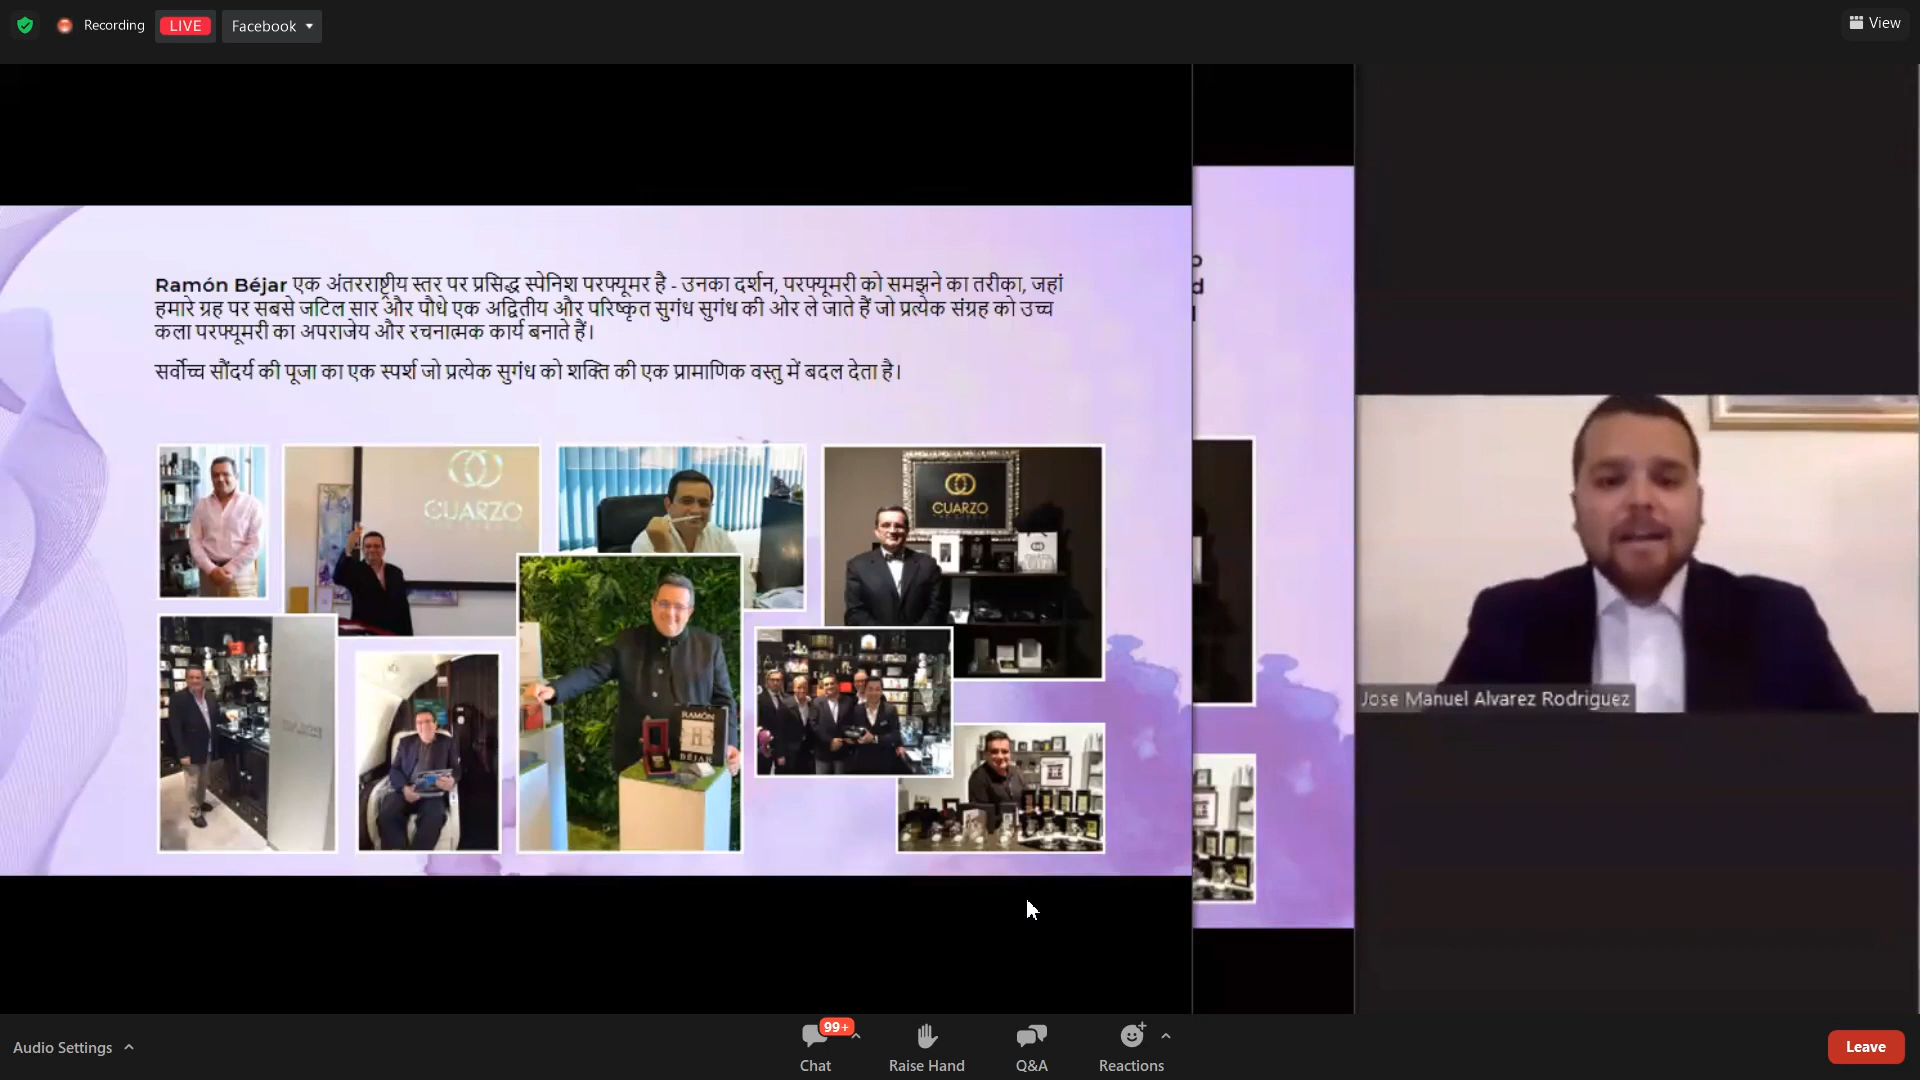 Recording
LIVE
Facebook
View
Ramón Béjar एक अंतरराष्ट्रीय स्तर पर प्रसिद्ध स्पेनिश परफ्यूमर है - उनका दर्शन, परफ्यूमरी को समझने का तरीका, जहां
हमारे ग्रह पर सबसे जटिल सार और पौधे एक अद्वितीय और परिष्कृत सुगंध सुगंध की ओर ले जाते हैं जो प्रत्येक संग्रह को उच्च
कला परफ्यूमरी का अपराजेय और रचनात्मक कार्य बनाते हैं।
सर्वोच्च सौंदर्य की पूजा का एक स्पर्श जो प्रत्येक सुगंध को शक्ति की एक प्रामाणिक वस्तु में बदल देता है।
CUARZO
CUARZO
RAMÓN
BÉJAR
Jose Manuel Alvarez Rodriguez
Audio Settings
99+
Chat
Raise Hand
Q&A
Reactions
Leave